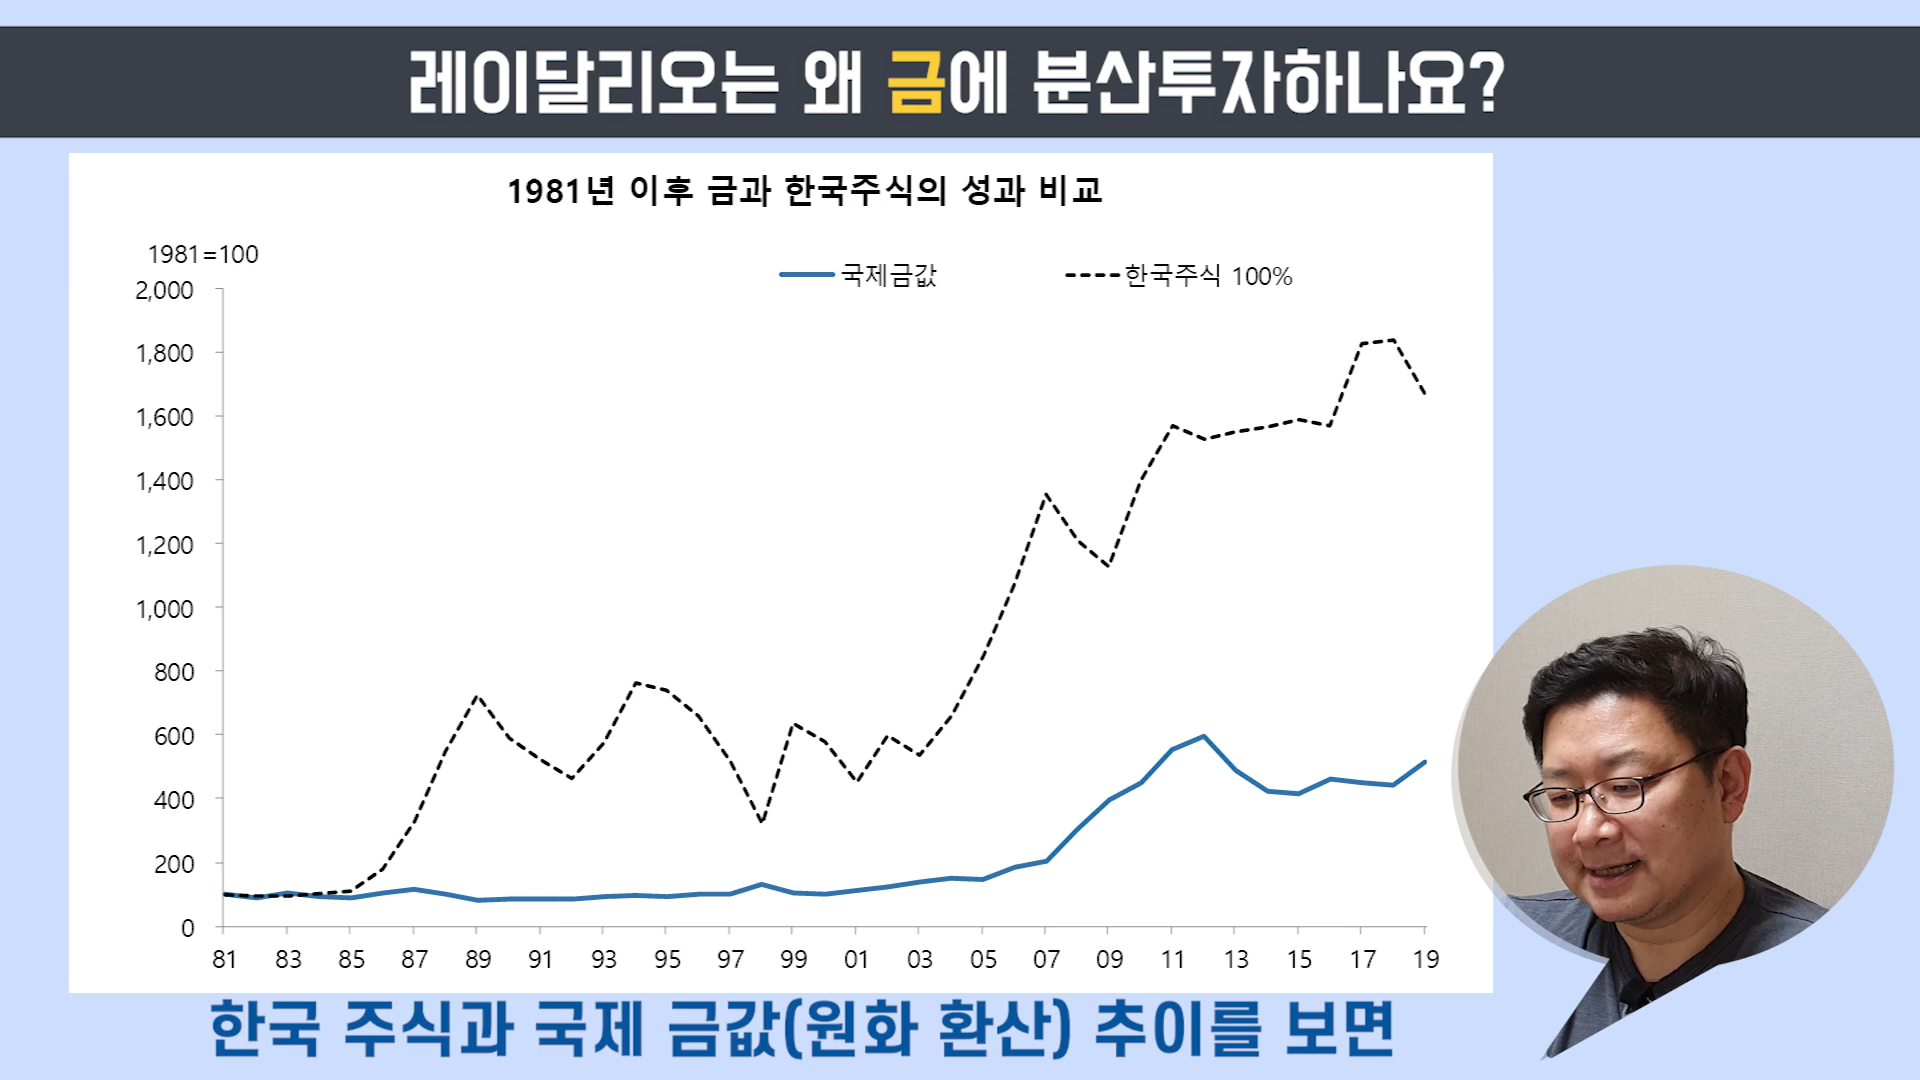 레이달리오는 왜 금에 분산투자하나요?
1981년 이후 금과 한국주식의 성과 비교
1981=100
국제금값
한국주식 100%
2,000
1,800
1,600
1,400
1,200
1,000
800
600
400
200
0
81 83 85 87 89 91 93 95 97 99 01 03 05 07 09 11 13 15 17 19
한국 주식과 국제 금값(원화 환산) 추이를 보면